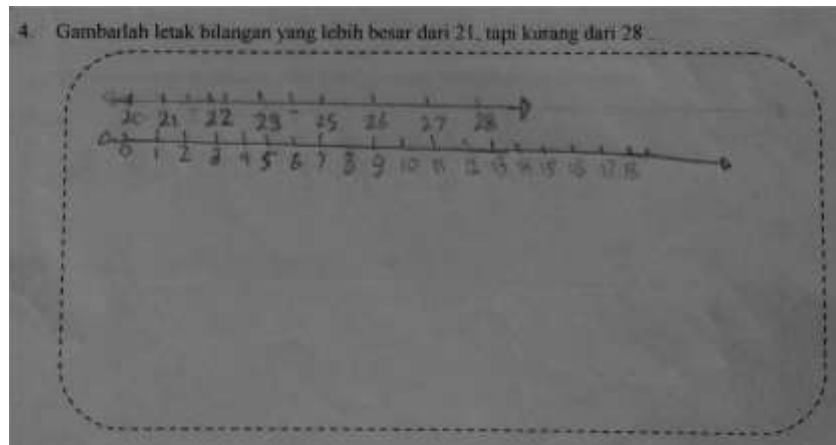 4. Gambarlah letak bilangan yang lebih besar dari 21, tapi kurang dari 28
20 21 22 23 25 26 27 28
0 1 2 3 4 5 6 7 8 9 10 11 12 13 14 15 16 17 18